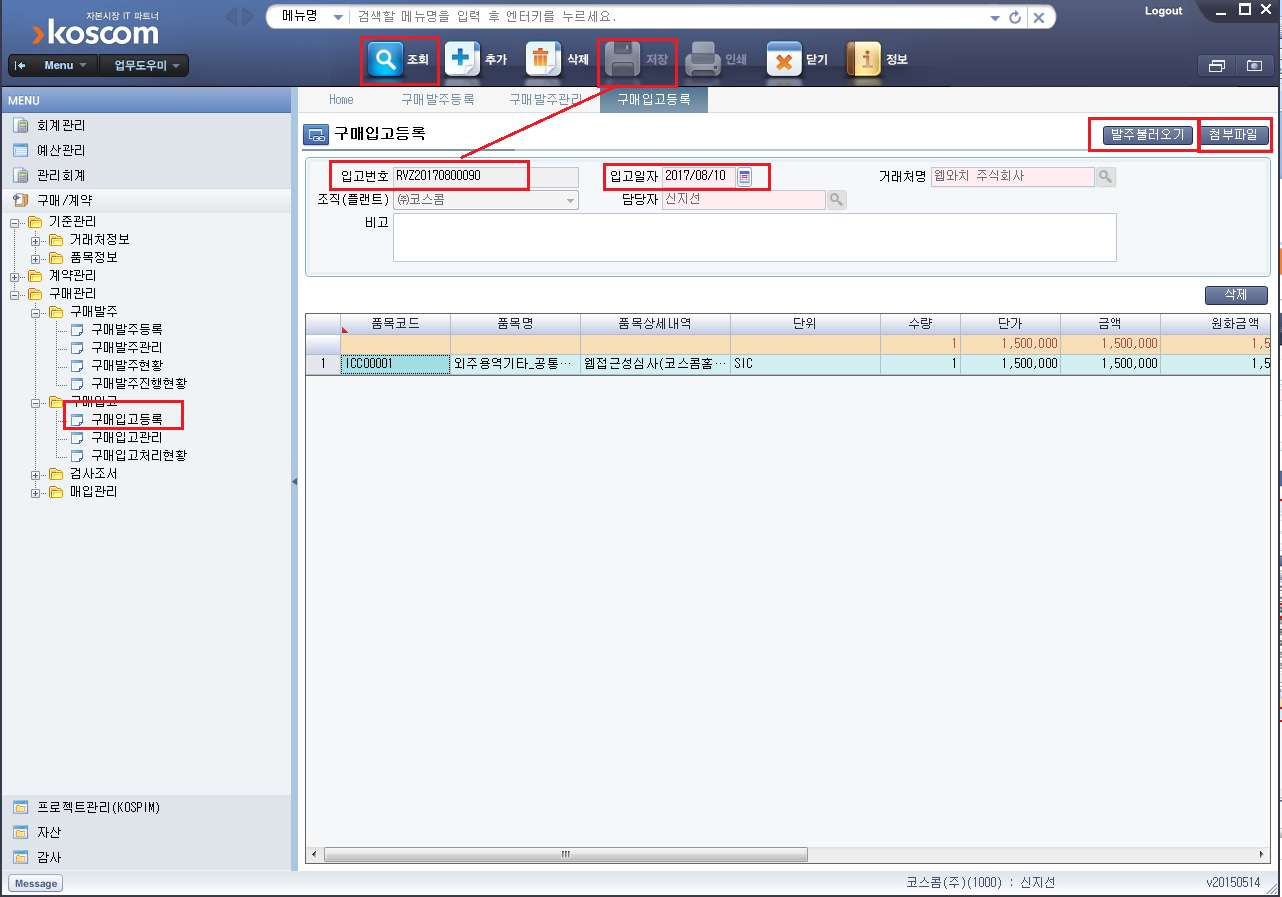 자본시장 IT 파트너
koscom
메뉴명 검색할 메뉴명을 입력 후 엔터키를 누르세요.
Logout
Menu 업무도우미
조회 추가 삭제 저장 인쇄 닫기 정보
MENU
Home 구매발주등록 구매발주관리 구매입고등록
회계관리
예산관리
관리회계
구매/계약
기준관리
거래처정보
품목정보
계약관리
구매관리
구매발주
구매발주등록
구매발주관리
구매발주현황
구매발주진행현황
구매입고
구매입고등록
구매입고관리
구매입고처리현황
검사조서
매입관리
프로젝트관리(KOSPIM)
자산
감사
구매입고등록
발주불러오기 첨부파일
입고번호 RVZ20170800090 입고일자 2017/08/10 거래처명 웹와치 주식회사
조직(플랜트) ㈜코스콤 담당자 신지선
비고
삭제
품목코드 품목명 품목상세내역 단위 수량 단가 금액 원화금액
1 1,500,000 1,500,000 1,5
1 ICC00001 외주용역기타_공통… 웹접근성심사(코스콤홈… SIC 1 1,500,000 1,500,000 1,5
Message
코스콤(주)(1000) : 신지선
v20150514